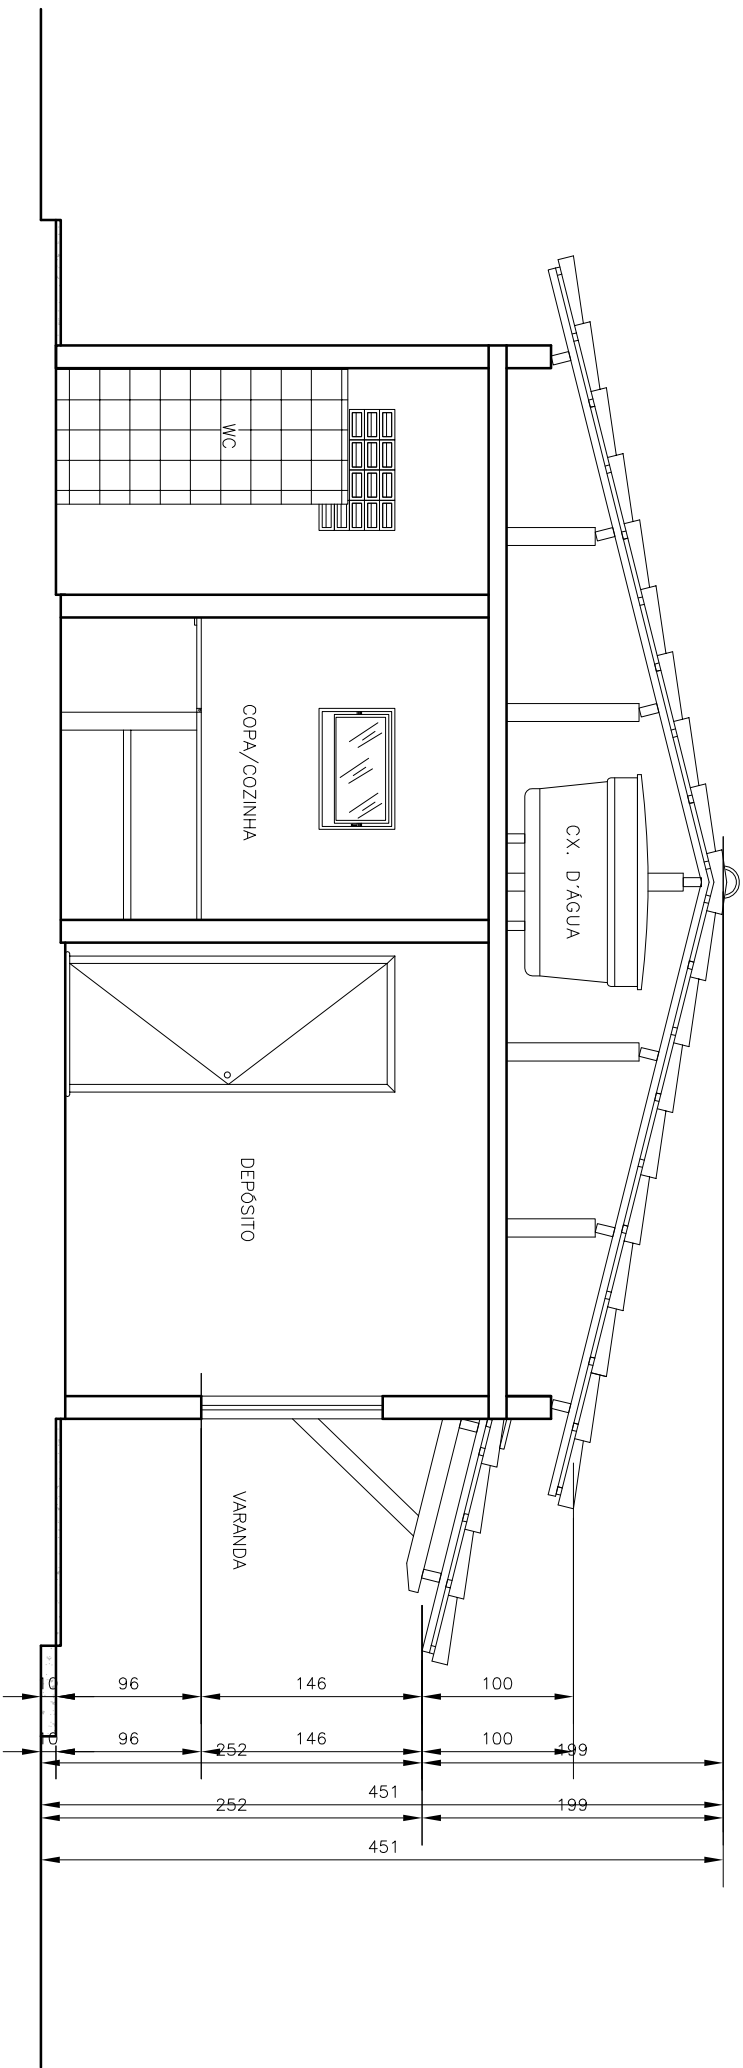 CX. D'ÁGUA
WC
COPA/COZINHA
DEPÓSITO
VARANDA
10 96 146 100
10 96 146 100
252 199
451
252 199
451